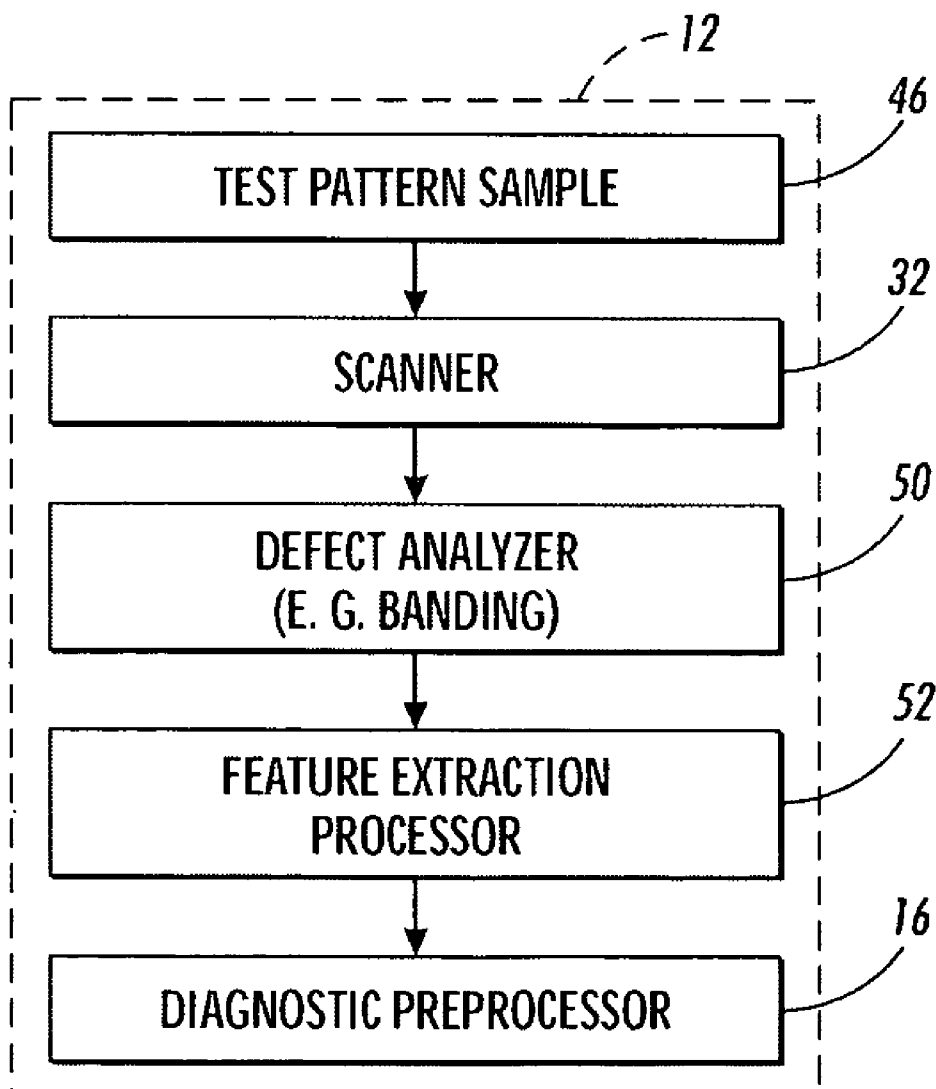 12
46
TEST PATTERN SAMPLE
32
SCANNER
50
DEFECT ANALYZER
(E. G. BANDING)
52
FEATURE EXTRACTION
PROCESSOR
16
DIAGNOSTIC PREPROCESSOR